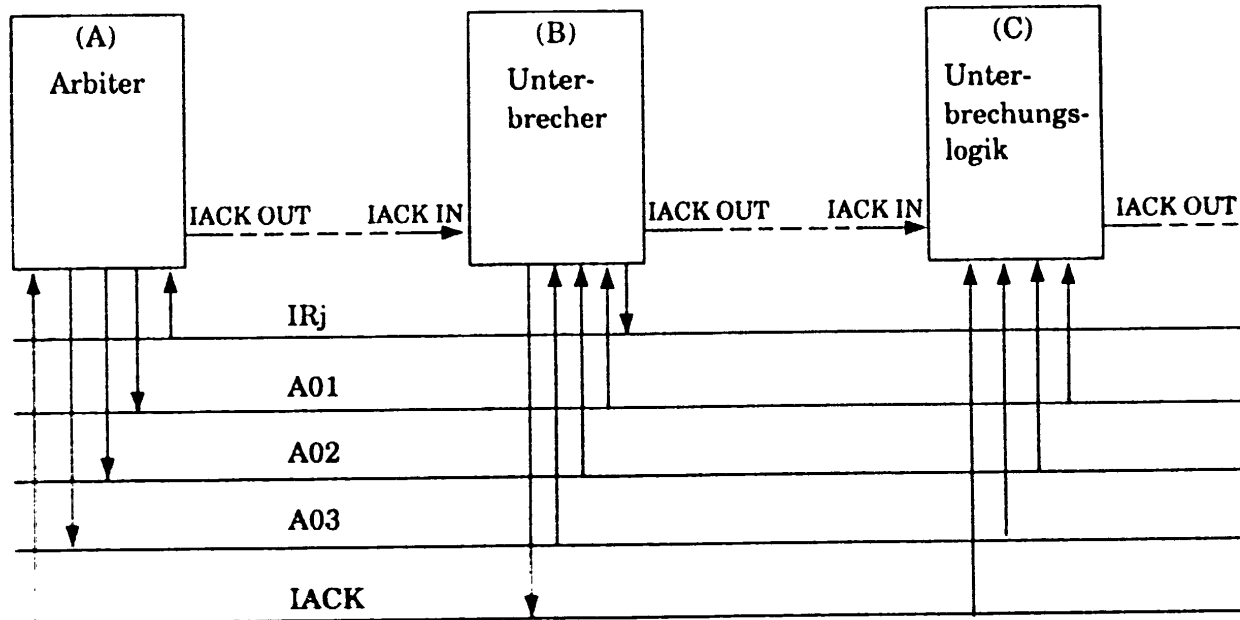 (A)
Arbiter
(B)
Unter-
brecher
(C)
Unter-
brechungs-
logik
IACK OUT
IACK IN
IACK OUT
IACK IN
IACK OUT
IRj
A01
A02
A03
IACK